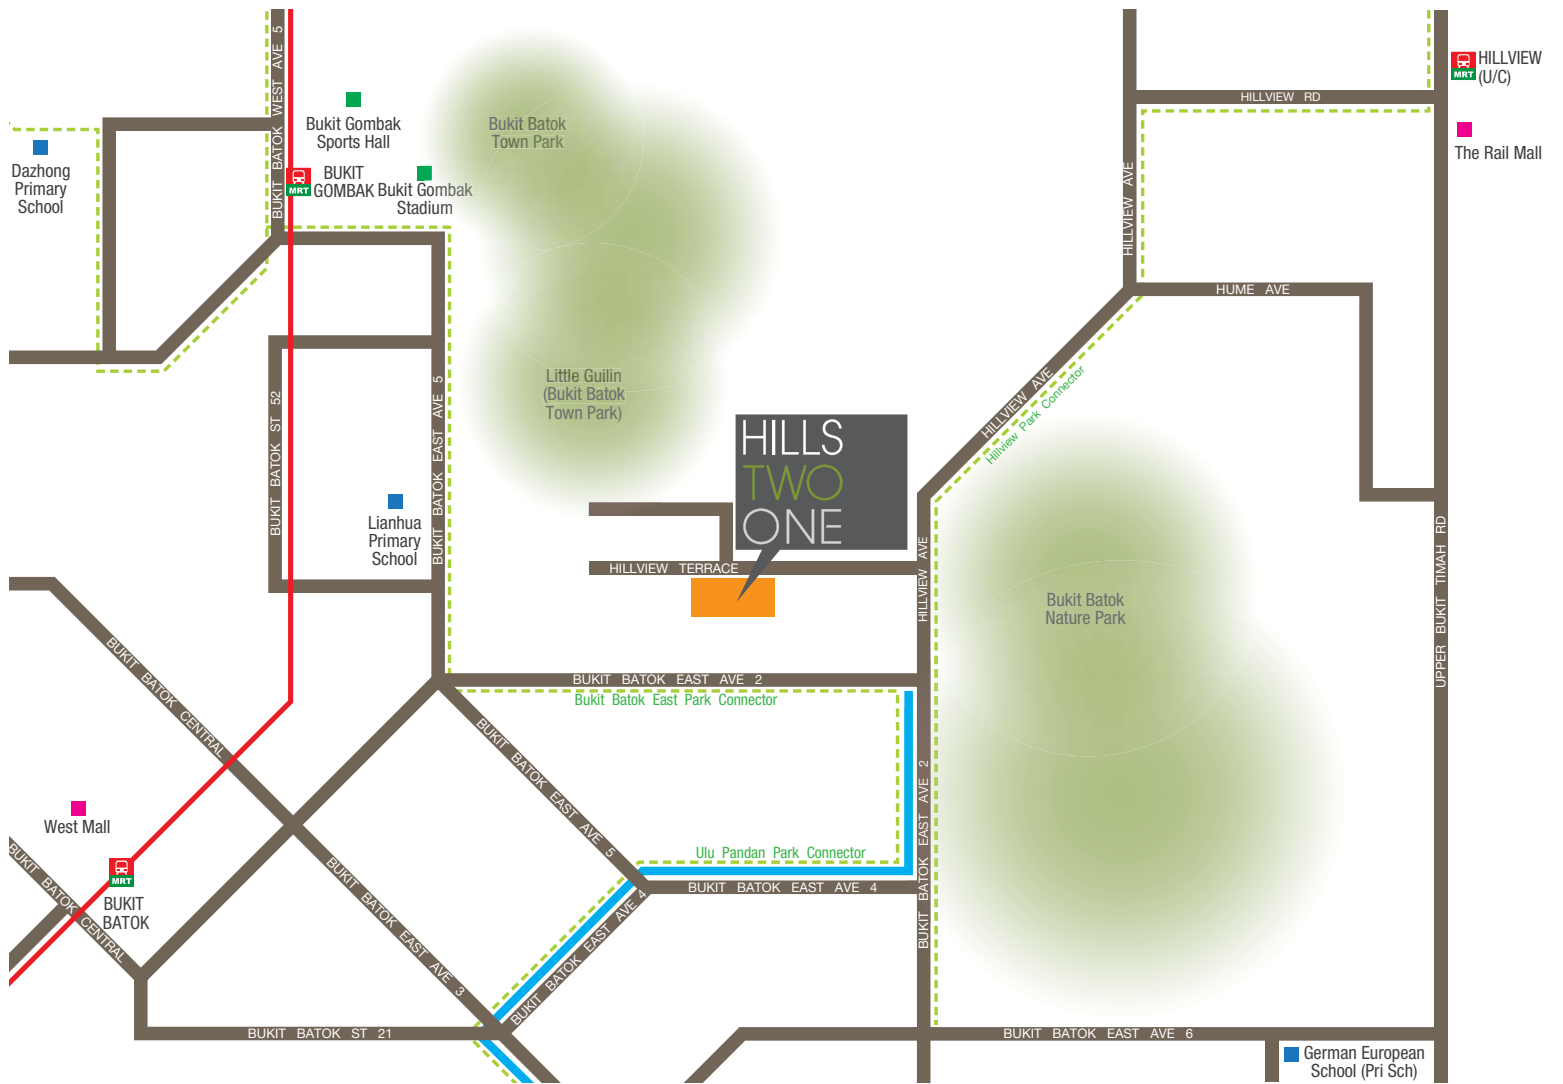 BUKIT BATOK WEST AVE 5
Bukit Gombak
Sports Hall
Bukit Batok
Town Park
HILLVIEW RD
MRT
HILLVIEW
(U/C)
The Rail Mall
Dazhong
Primary
School
MRT
BUKIT
GOMBAK
Bukit Gombak
Stadium
HILLVIEW AVE
HUME AVE
Little Guilin
(Bukit Batok
Town Park)
BUKIT BATOK ST 52
BUKIT BATOK EAST AVE 5
HILLVIEW AVE
Hillview Park Connector
HILLS
TWO
ONE
Lianhua
Primary
School
HILLVIEW TERRACE
HILLVIEW AVE
Bukit Batok
Nature Park
UPPER BUKIT TIMAH RD
BUKIT BATOK CENTRAL
BUKIT BATOK EAST AVE 2
Bukit Batok East Park Connector
BUKIT BATOK EAST AVE 5
West Mall
BUKIT BATOK EAST AVE 2
Ulu Pandan Park Connector
BUKIT BATOK EAST AVE 4
MRT
BUKIT
BATOK
BUKIT BATOK CENTRAL
BUKIT BATOK EAST AVE 3
BUKIT BATOK EAST AVE 4
BUKIT BATOK ST 21
BUKIT BATOK EAST AVE 6
German European
School (Pri Sch)